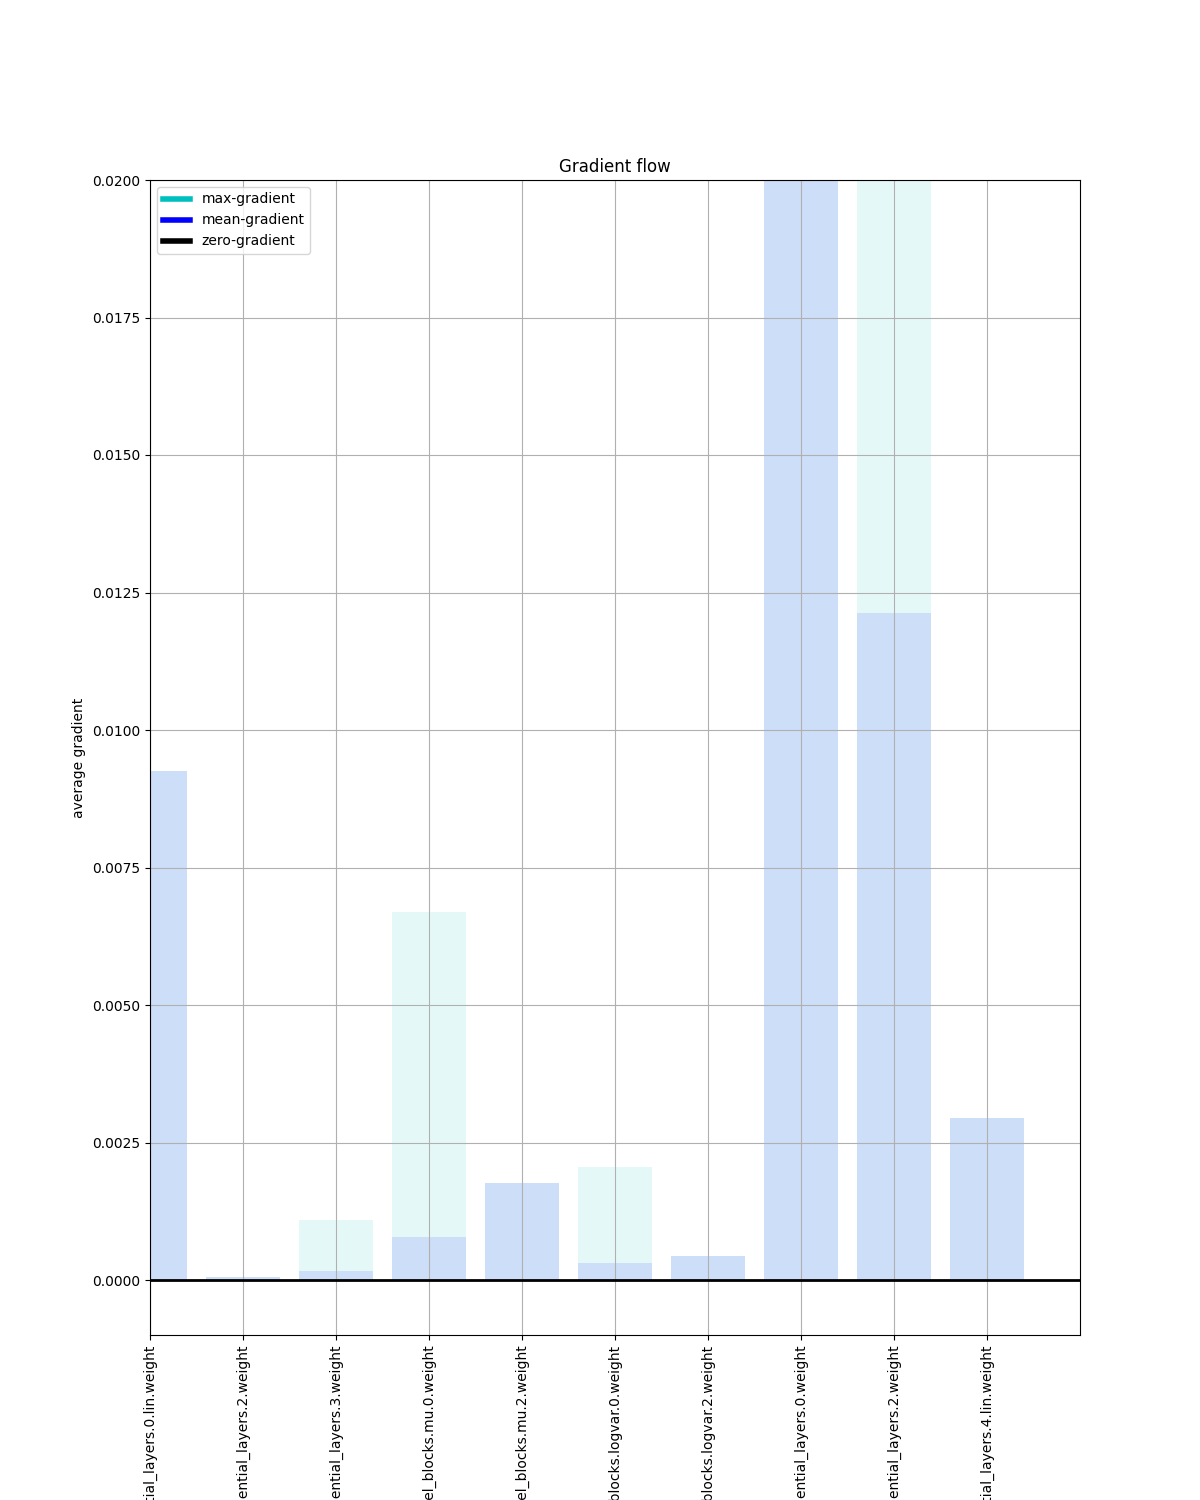 Gradient flow
max-gradient
mean-gradient
zero-gradient
average gradient
0.0200
0.0175
0.0150
0.0125
0.0100
0.0075
0.0050
0.0025
0.0000
tial_layers.0.lin.weight
ential_layers.2.weight
ential_layers.3.weight
el_blocks.mu.0.weight
el_blocks.mu.2.weight
blocks.logvar.0.weight
blocks.logvar.2.weight
ential_layers.0.weight
ential_layers.2.weight
tial_layers.4.lin.weight